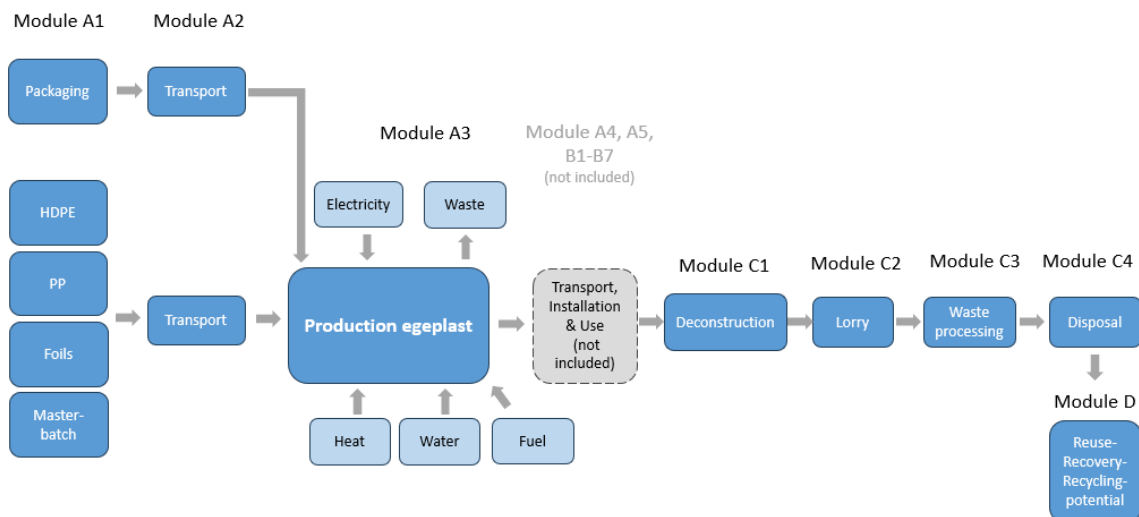 Module A1
Module A2
Packaging
Transport
Module A3
Module A4, A5,
B1-B7
(not included)
HDPE
PP
Foils
Master-
batch
Transport
Electricity
Waste
Production egeplast
Heat
Water
Fuel
Transport,
Installation
& Use
(not
included)
Module C1
Deconstruction
Module C2
Lorry
Module C3
Waste
processing
Module C4
Disposal
Module D
Reuse-
Recovery-
Recycling-
potential